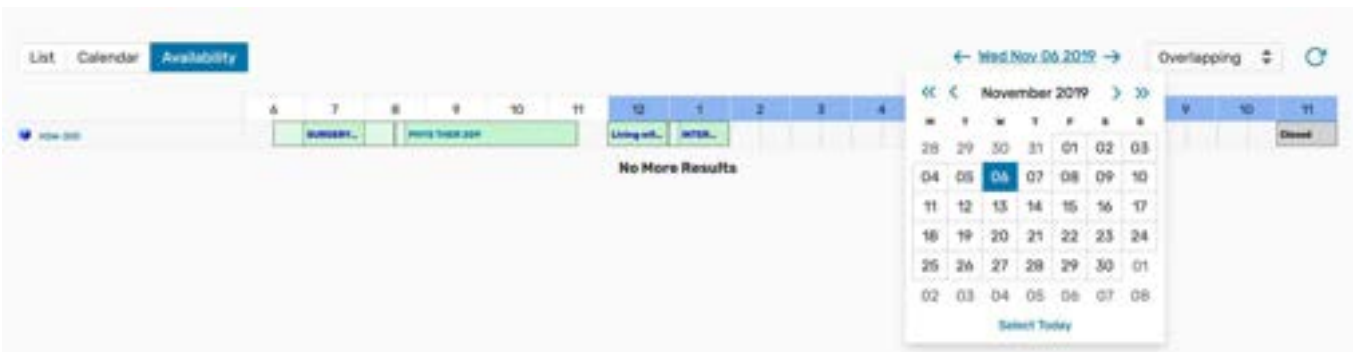 List Calendar Availability
← Wed Nov 06 2019 → Overlapping
6 7 8 9 10 11 12 1 2 3 4 9 10 11
SURGERY... PHYS THER 209 Living wit... INTER... Closed
No More Results
« ‹ November 2019 › »
M T W T F S S
28 29 30 31 01 02 03
04 05 06 07 08 09 10
11 12 13 14 15 16 17
18 19 20 21 22 23 24
25 26 27 28 29 30 01
02 03 04 05 06 07 08
Select Today